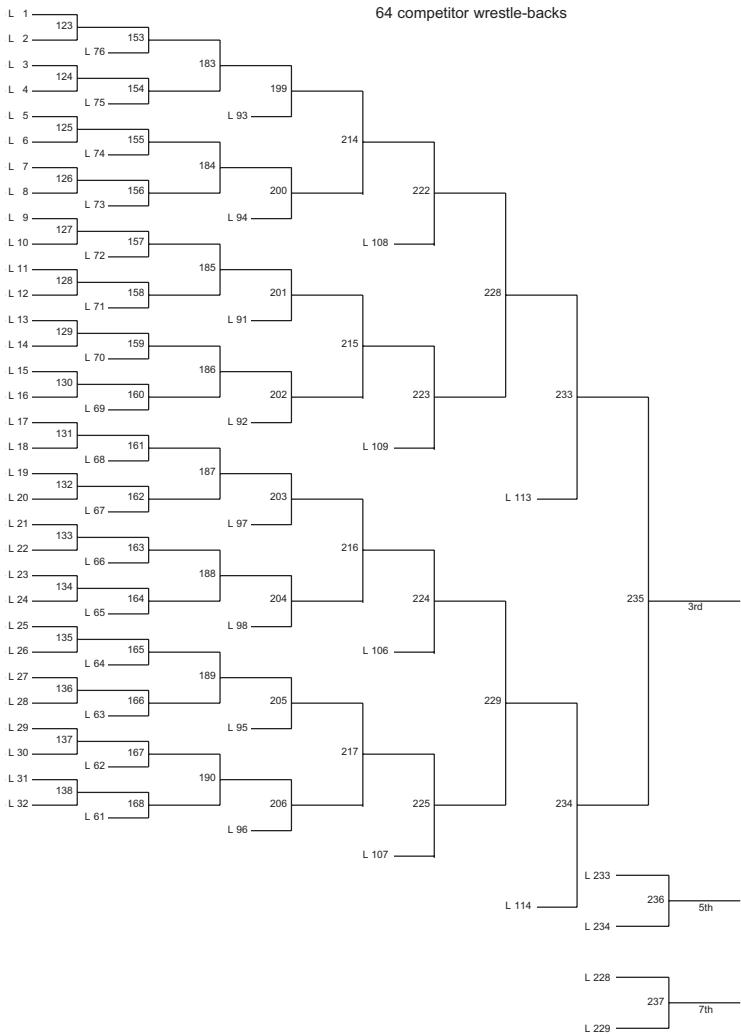 64 competitor wrestle-backs
L 1
123
L 2
153
L 76
183
L 3
124
L 4
154
L 75
199
L 93
L 5
125
L 6
155
L 74
184
214
L 7
126
L 8
156
L 73
200
L 94
222
L 9
127
L 10
157
L 72
185
L 108
L 11
128
L 12
158
L 71
201
L 91
228
L 13
129
L 14
159
L 70
186
215
L 15
130
L 16
160
L 69
202
L 92
223
233
L 17
131
L 18
161
L 68
187
L 109
L 19
132
L 20
162
L 67
203
L 97
L 113
L 21
133
L 22
163
L 66
188
216
L 23
134
L 24
164
L 65
204
L 98
224
235
3rd
L 25
135
L 26
165
L 64
189
L 106
L 27
136
L 28
166
L 63
205
L 95
229
L 29
137
L 30
167
L 62
190
217
L 31
138
L 32
168
L 61
206
L 96
225
234
L 107
L 233
236
5th
L 114
L 234
L 228
237
7th
L 229